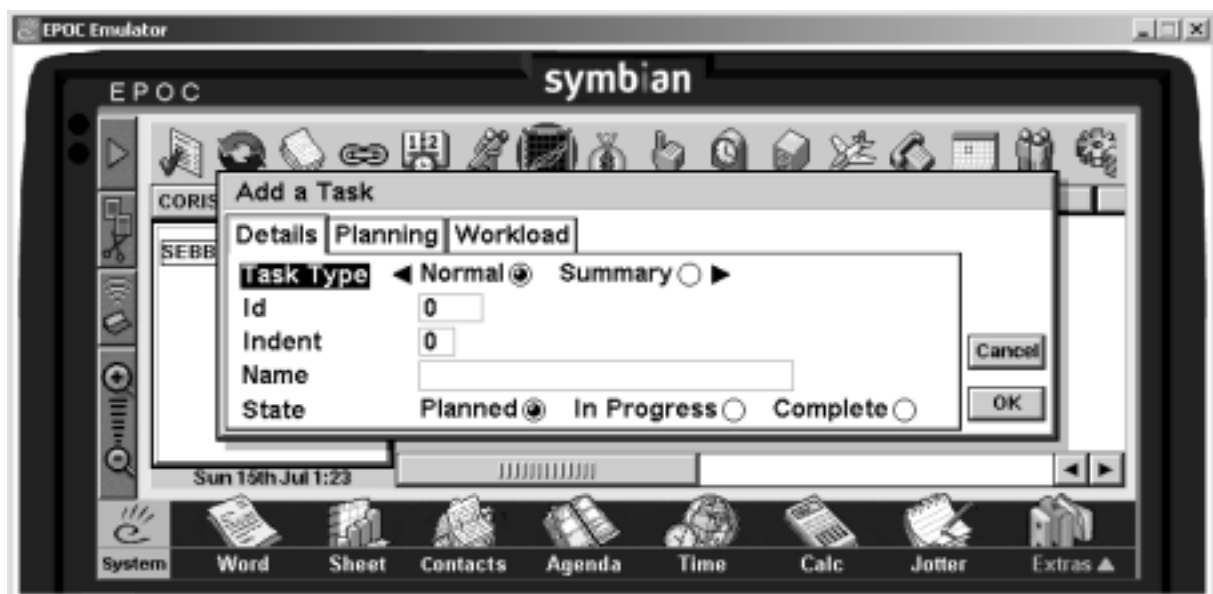 EPOC Emulator
symbian
EPOC
CORIS
Add a Task
Details Planning Workload
SEBB
Task Type Normal Summary
Id 0
Indent 0
Name
State Planned In Progress Complete
Cancel
OK
Sun 15th Jul 1:23
System Word Sheet Contacts Agenda Time Calc Jotter Extras